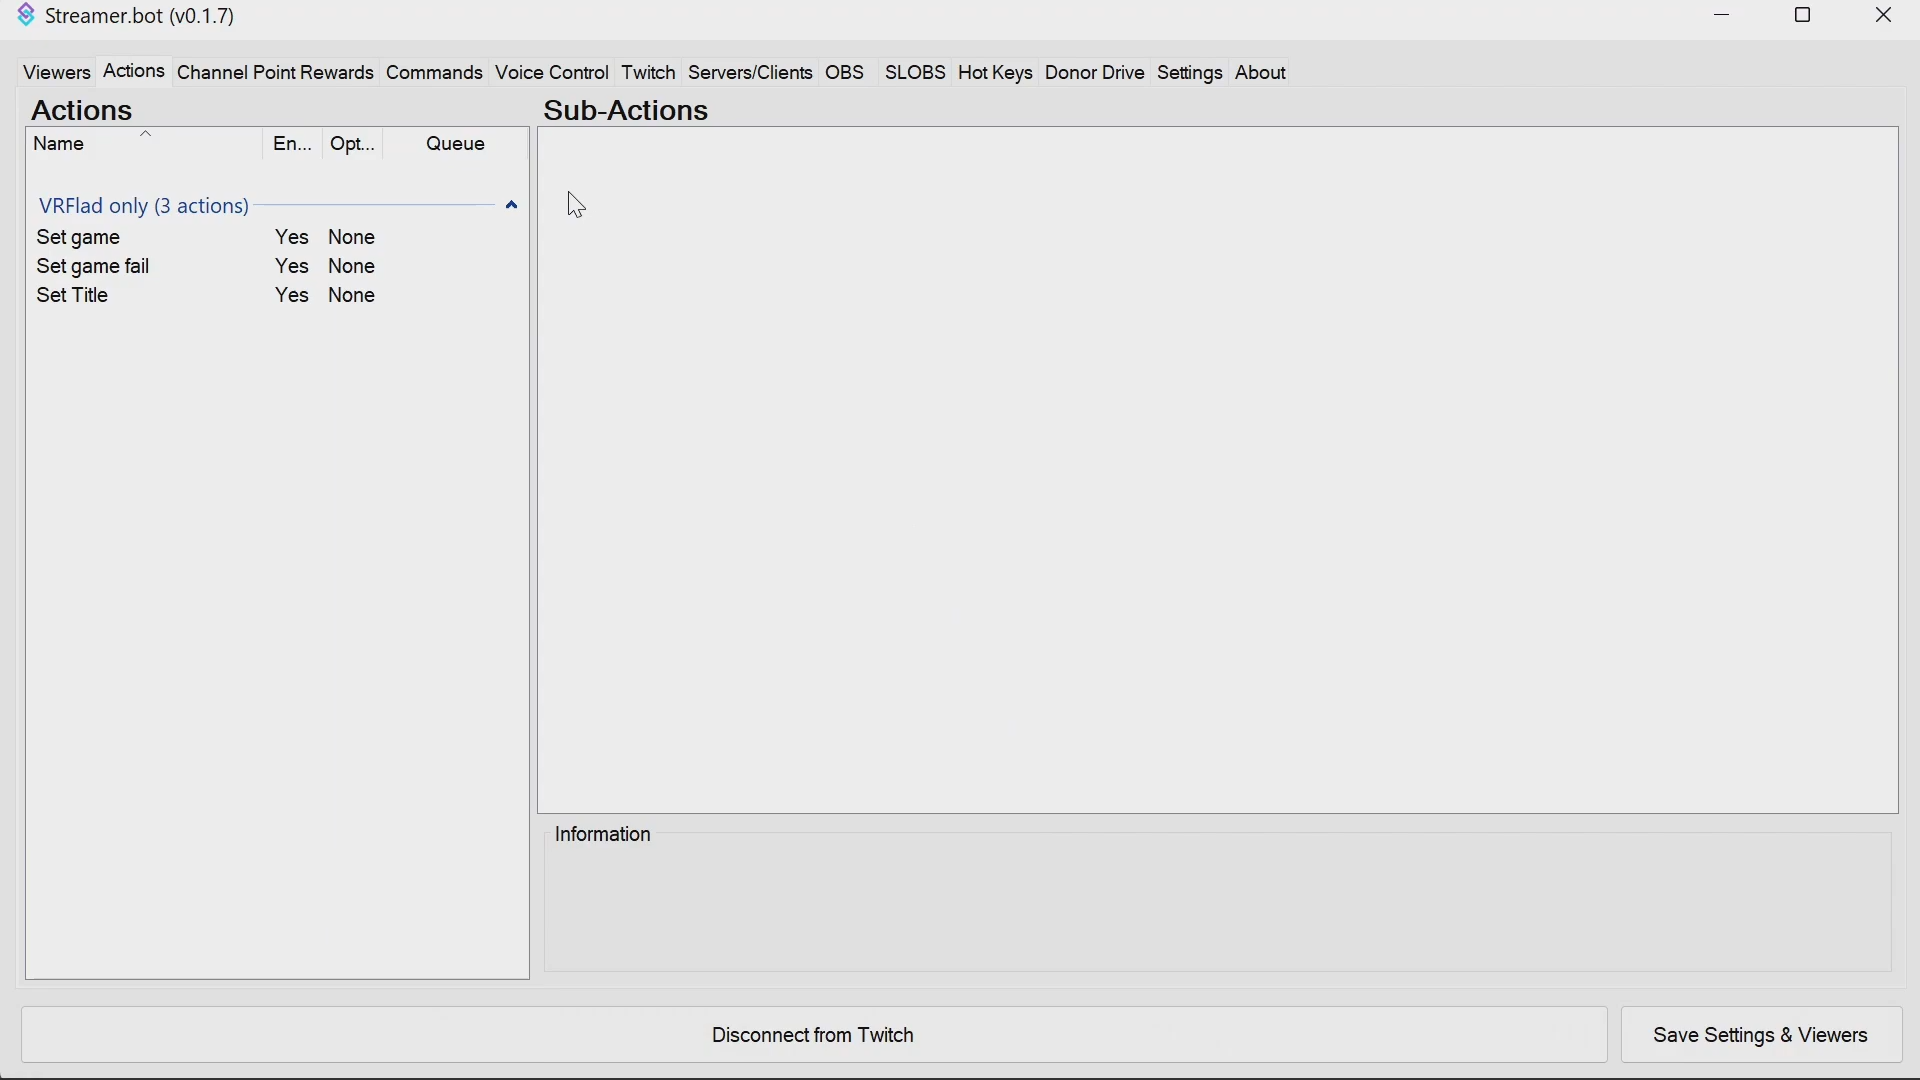 Streamer.bot (v0.1.7)
Viewers Actions Channel Point Rewards Commands Voice Control Twitch Servers/Clients OBS SLOBS Hot Keys Donor Drive Settings About
Actions
Name En... Opt... Queue
VRFlad only (3 actions)
Set game Yes None
Set game fail Yes None
Set Title Yes None
Sub-Actions
Information
Disconnect from Twitch
Save Settings & Viewers